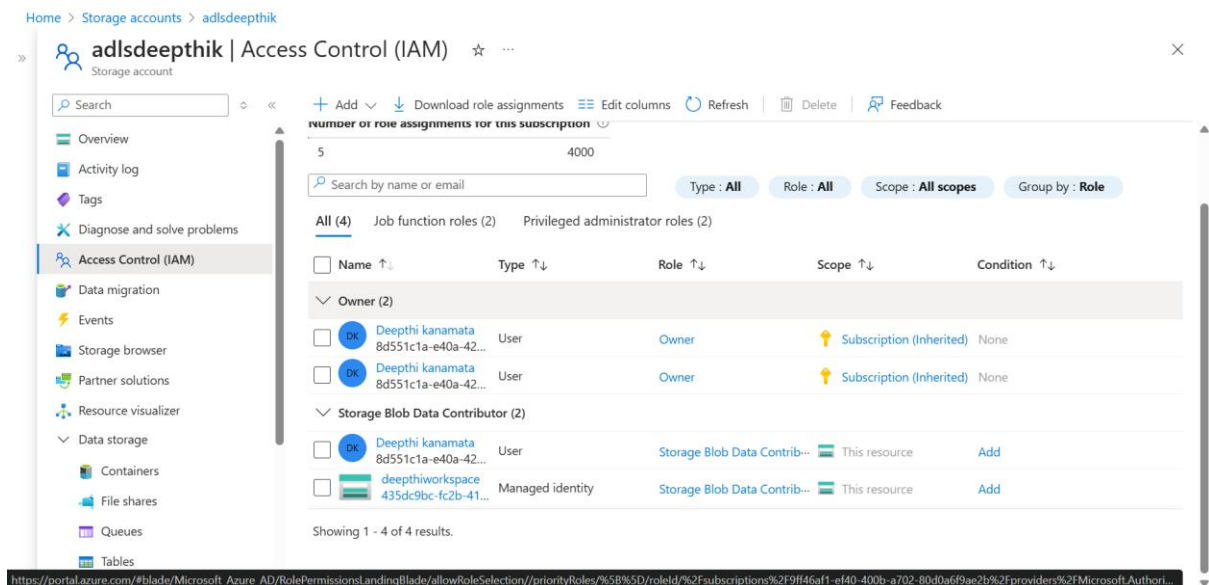 Home > Storage accounts > adlsdeepthik
adlsdeepthik | Access Control (IAM)
Storage account
Search
Add
Download role assignments
Edit columns
Refresh
Delete
Feedback
Overview
Activity log
Tags
Diagnose and solve problems
Access Control (IAM)
Data migration
Events
Storage browser
Partner solutions
Resource visualizer
Data storage
Containers
File shares
Queues
Tables
Number of role assignments for this subscription
5 4000
Search by name or email
Type : All
Role : All
Scope : All scopes
Group by : Role
All (4) Job function roles (2) Privileged administrator roles (2)
Name Type Role Scope Condition
Owner (2)
DK Deepthi kanamata
8d551c1a-e40a-42... User Owner Subscription (Inherited) None
DK Deepthi kanamata
8d551c1a-e40a-42... User Owner Subscription (Inherited) None
Storage Blob Data Contributor (2)
DK Deepthi kanamata
8d551c1a-e40a-42... User Storage Blob Data Contrib... This resource Add
deepthiworkspace
435dc9bc-fc2b-41... Managed identity Storage Blob Data Contrib... This resource Add
Showing 1 - 4 of 4 results.
https://portal.azure.com/#blade/Microsoft_Azure_AD/RolePermissionsLandingBlade/allowRoleSelection//priorityRoles/%5B%5D/roleId/%2Fsubscriptions%2F9ff46af1-ef40-400b-a702-80d0a6f9ae2b%2Fproviders%2FMicrosoft.Authori...